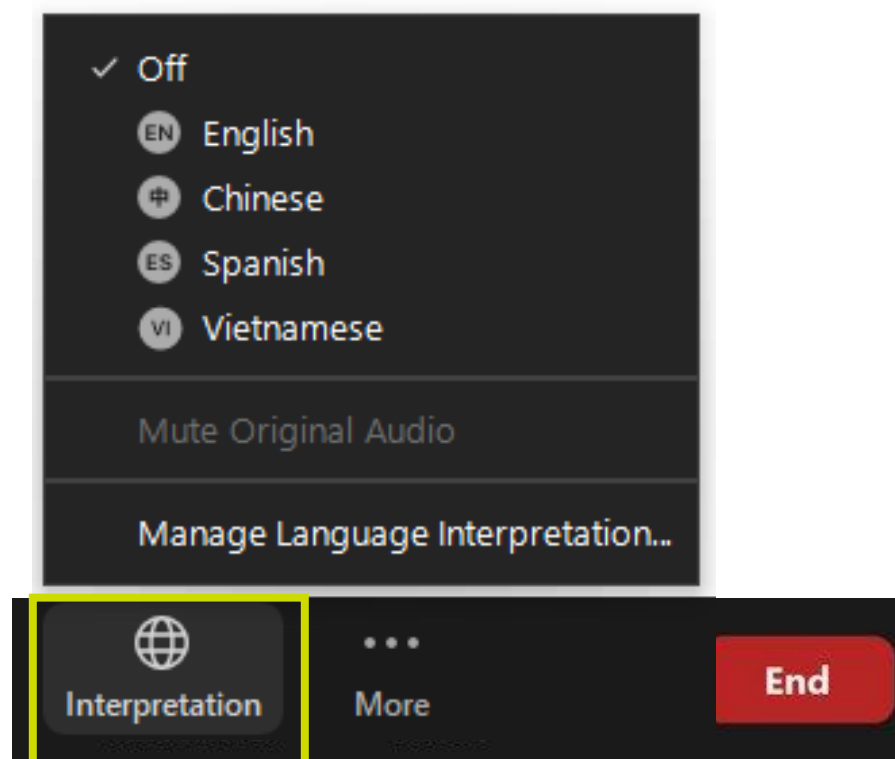 Off
EN English
中 Chinese
ES Spanish
VI Vietnamese
Mute Original Audio
Manage Language Interpretation...
Interpretation More End